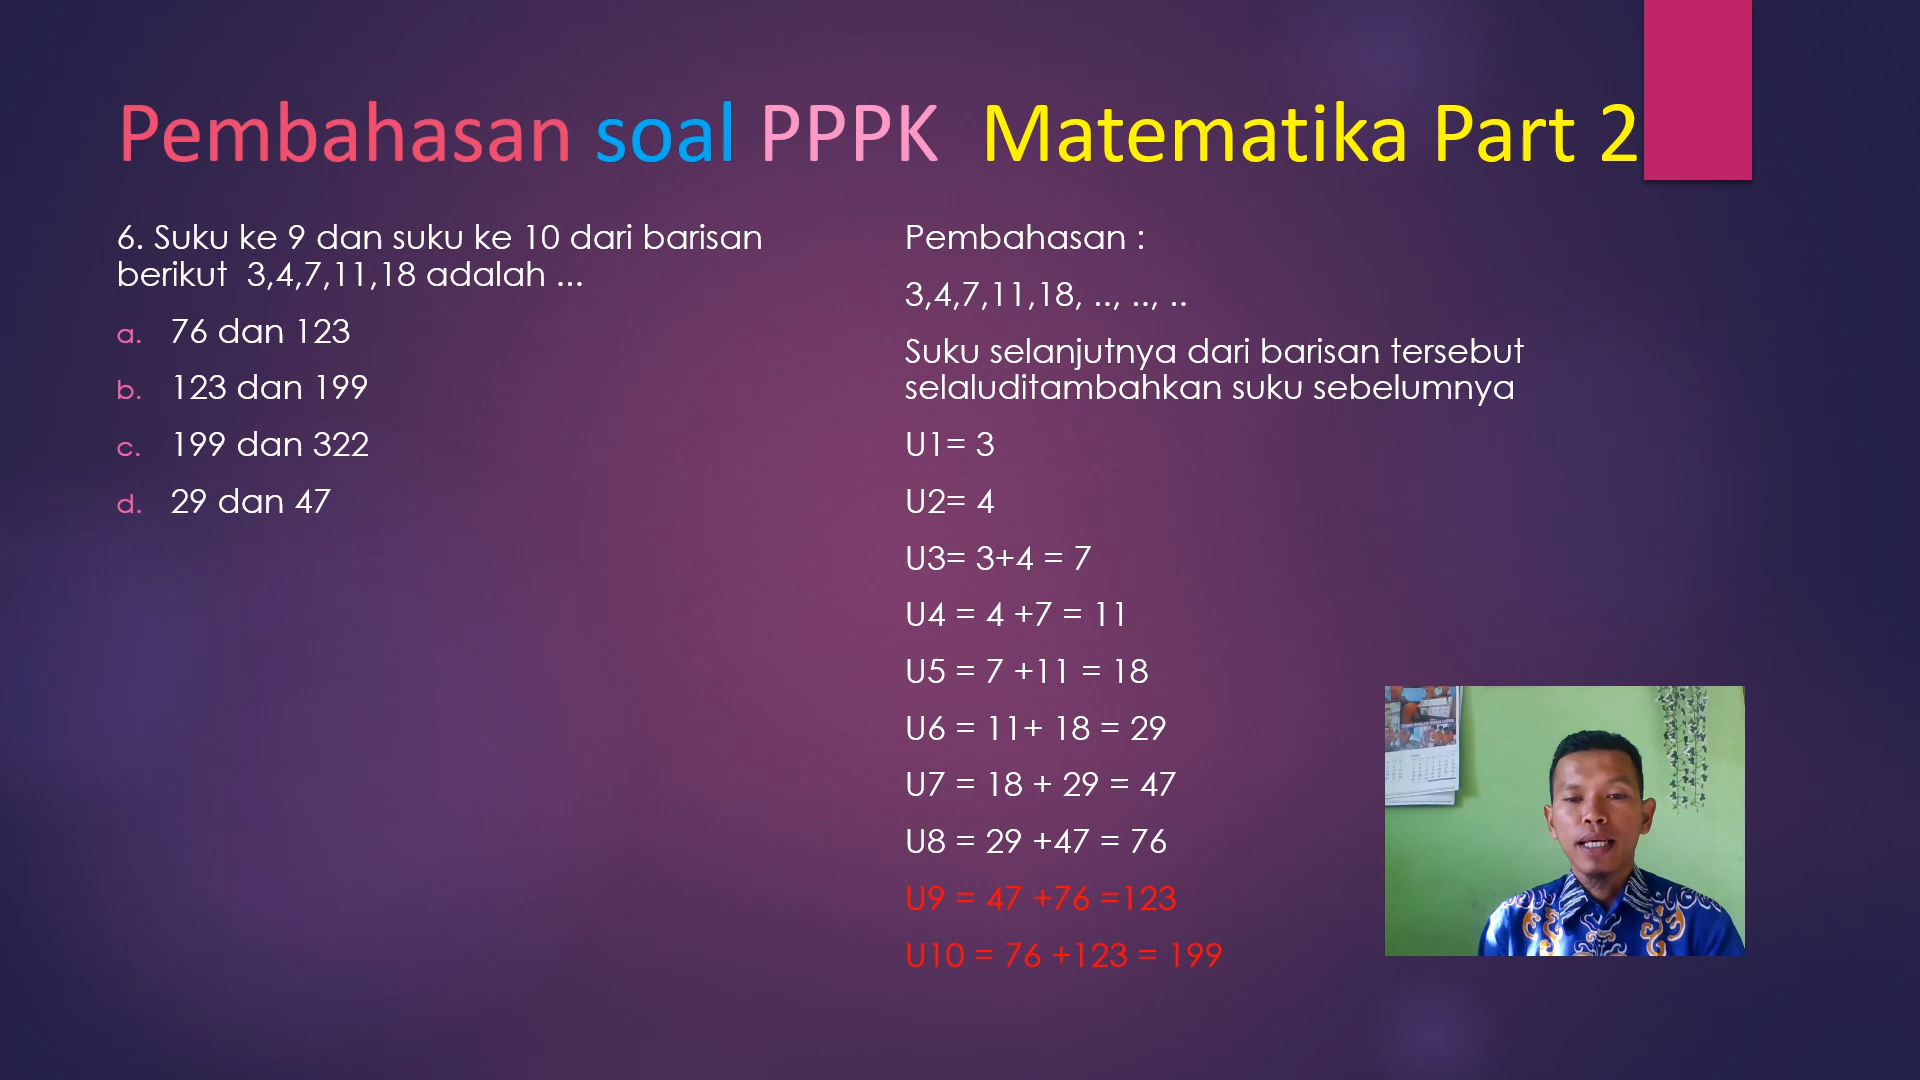 Pembahasan soal PPPK  Matematika Part 2
6. Suku ke 9 dan suku ke 10 dari barisan
berikut  3,4,7,11,18 adalah ...
a. 76 dan 123
b. 123 dan 199
c. 199 dan 322
d. 29 dan 47
Pembahasan :
3,4,7,11,18, .., .., ..
Suku selanjutnya dari barisan tersebut
selaluditambahkan suku sebelumnya
U1= 3
U2= 4
U3= 3+4 = 7
U4 = 4 +7 = 11
U5 = 7 +11 = 18
U6 = 11+ 18 = 29
U7 = 18 + 29 = 47
U8 = 29 +47 = 76
U9 = 47 +76 =123
U10 = 76 +123 = 199